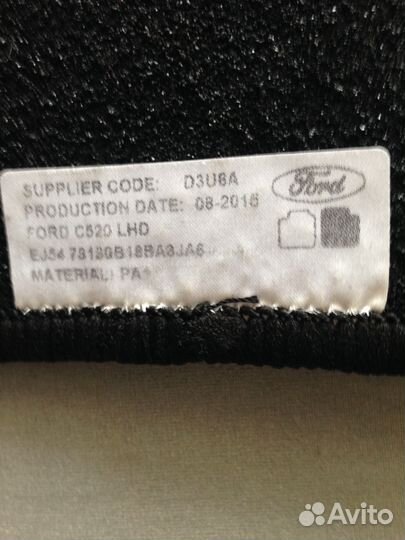 SUPPLIER CODE: D3U6A
Ford
PRODUCTION DATE: 08-2015
FORD C520 LHD
MATERIAL: PA
Avito